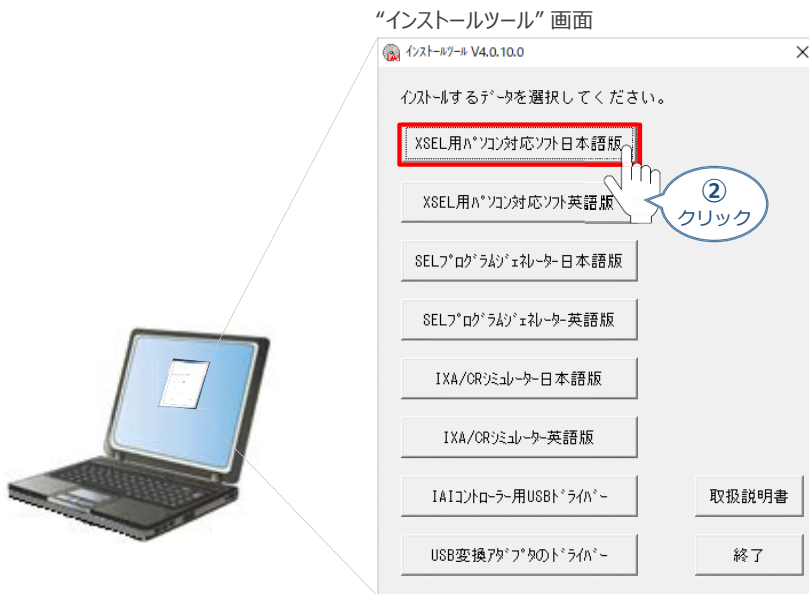 “インストールツール” 画面
インストールツール V4.0.10.0
インストールするデータを選択してください。
XSEL用パソコン対応ソフト日本語版
XSEL用パソコン対応ソフト英語版
②
クリック
SELプログラムジェネレーター日本語版
SELプログラムジェネレーター英語版
IXA/CRシミュレーター日本語版
IXA/CRシミュレーター英語版
IAIコントローラー用USBドライバー
取扱説明書
USB変換アダプタのドライバー
終了